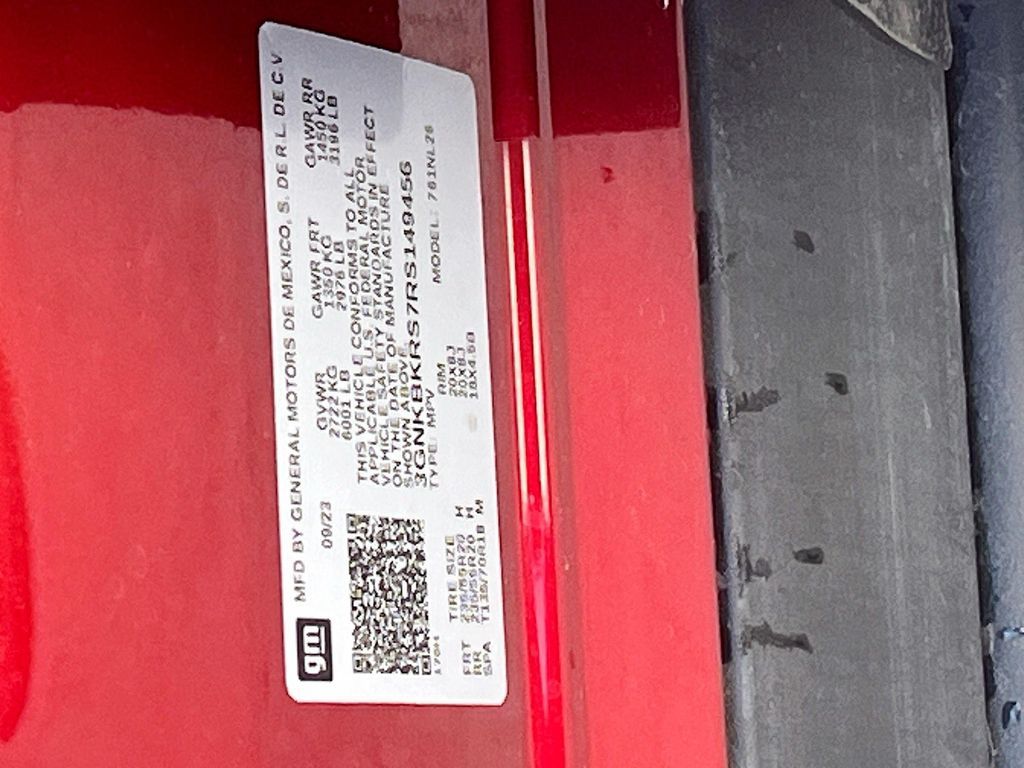 gm
MFD BY GENERAL MOTORS DE MEXICO, S. DE R.L. DE C.V
09/23 GVWR GAWR FRT GAWR RR
2722 KG 1350 KG 1450 KG
6001 LB 2976 LB 3196 LB
THIS VEHICLE CONFORMS TO ALL
APPLICABLE U.S. FEDERAL MOTOR
VEHICLE SAFETY STANDARDS IN EFFECT
ON THE DATE OF MANUFACTURE
SHOWN ABOVE.
3GNKBKRS7RS149456
TYPE: MPV MODEL: 761NL26
TIRE SIZE RIM
FRT 235/55R20 H 20X8J
RR 235/55R20 H 20X8J
SPA T135/70R18 M 18X4.5B